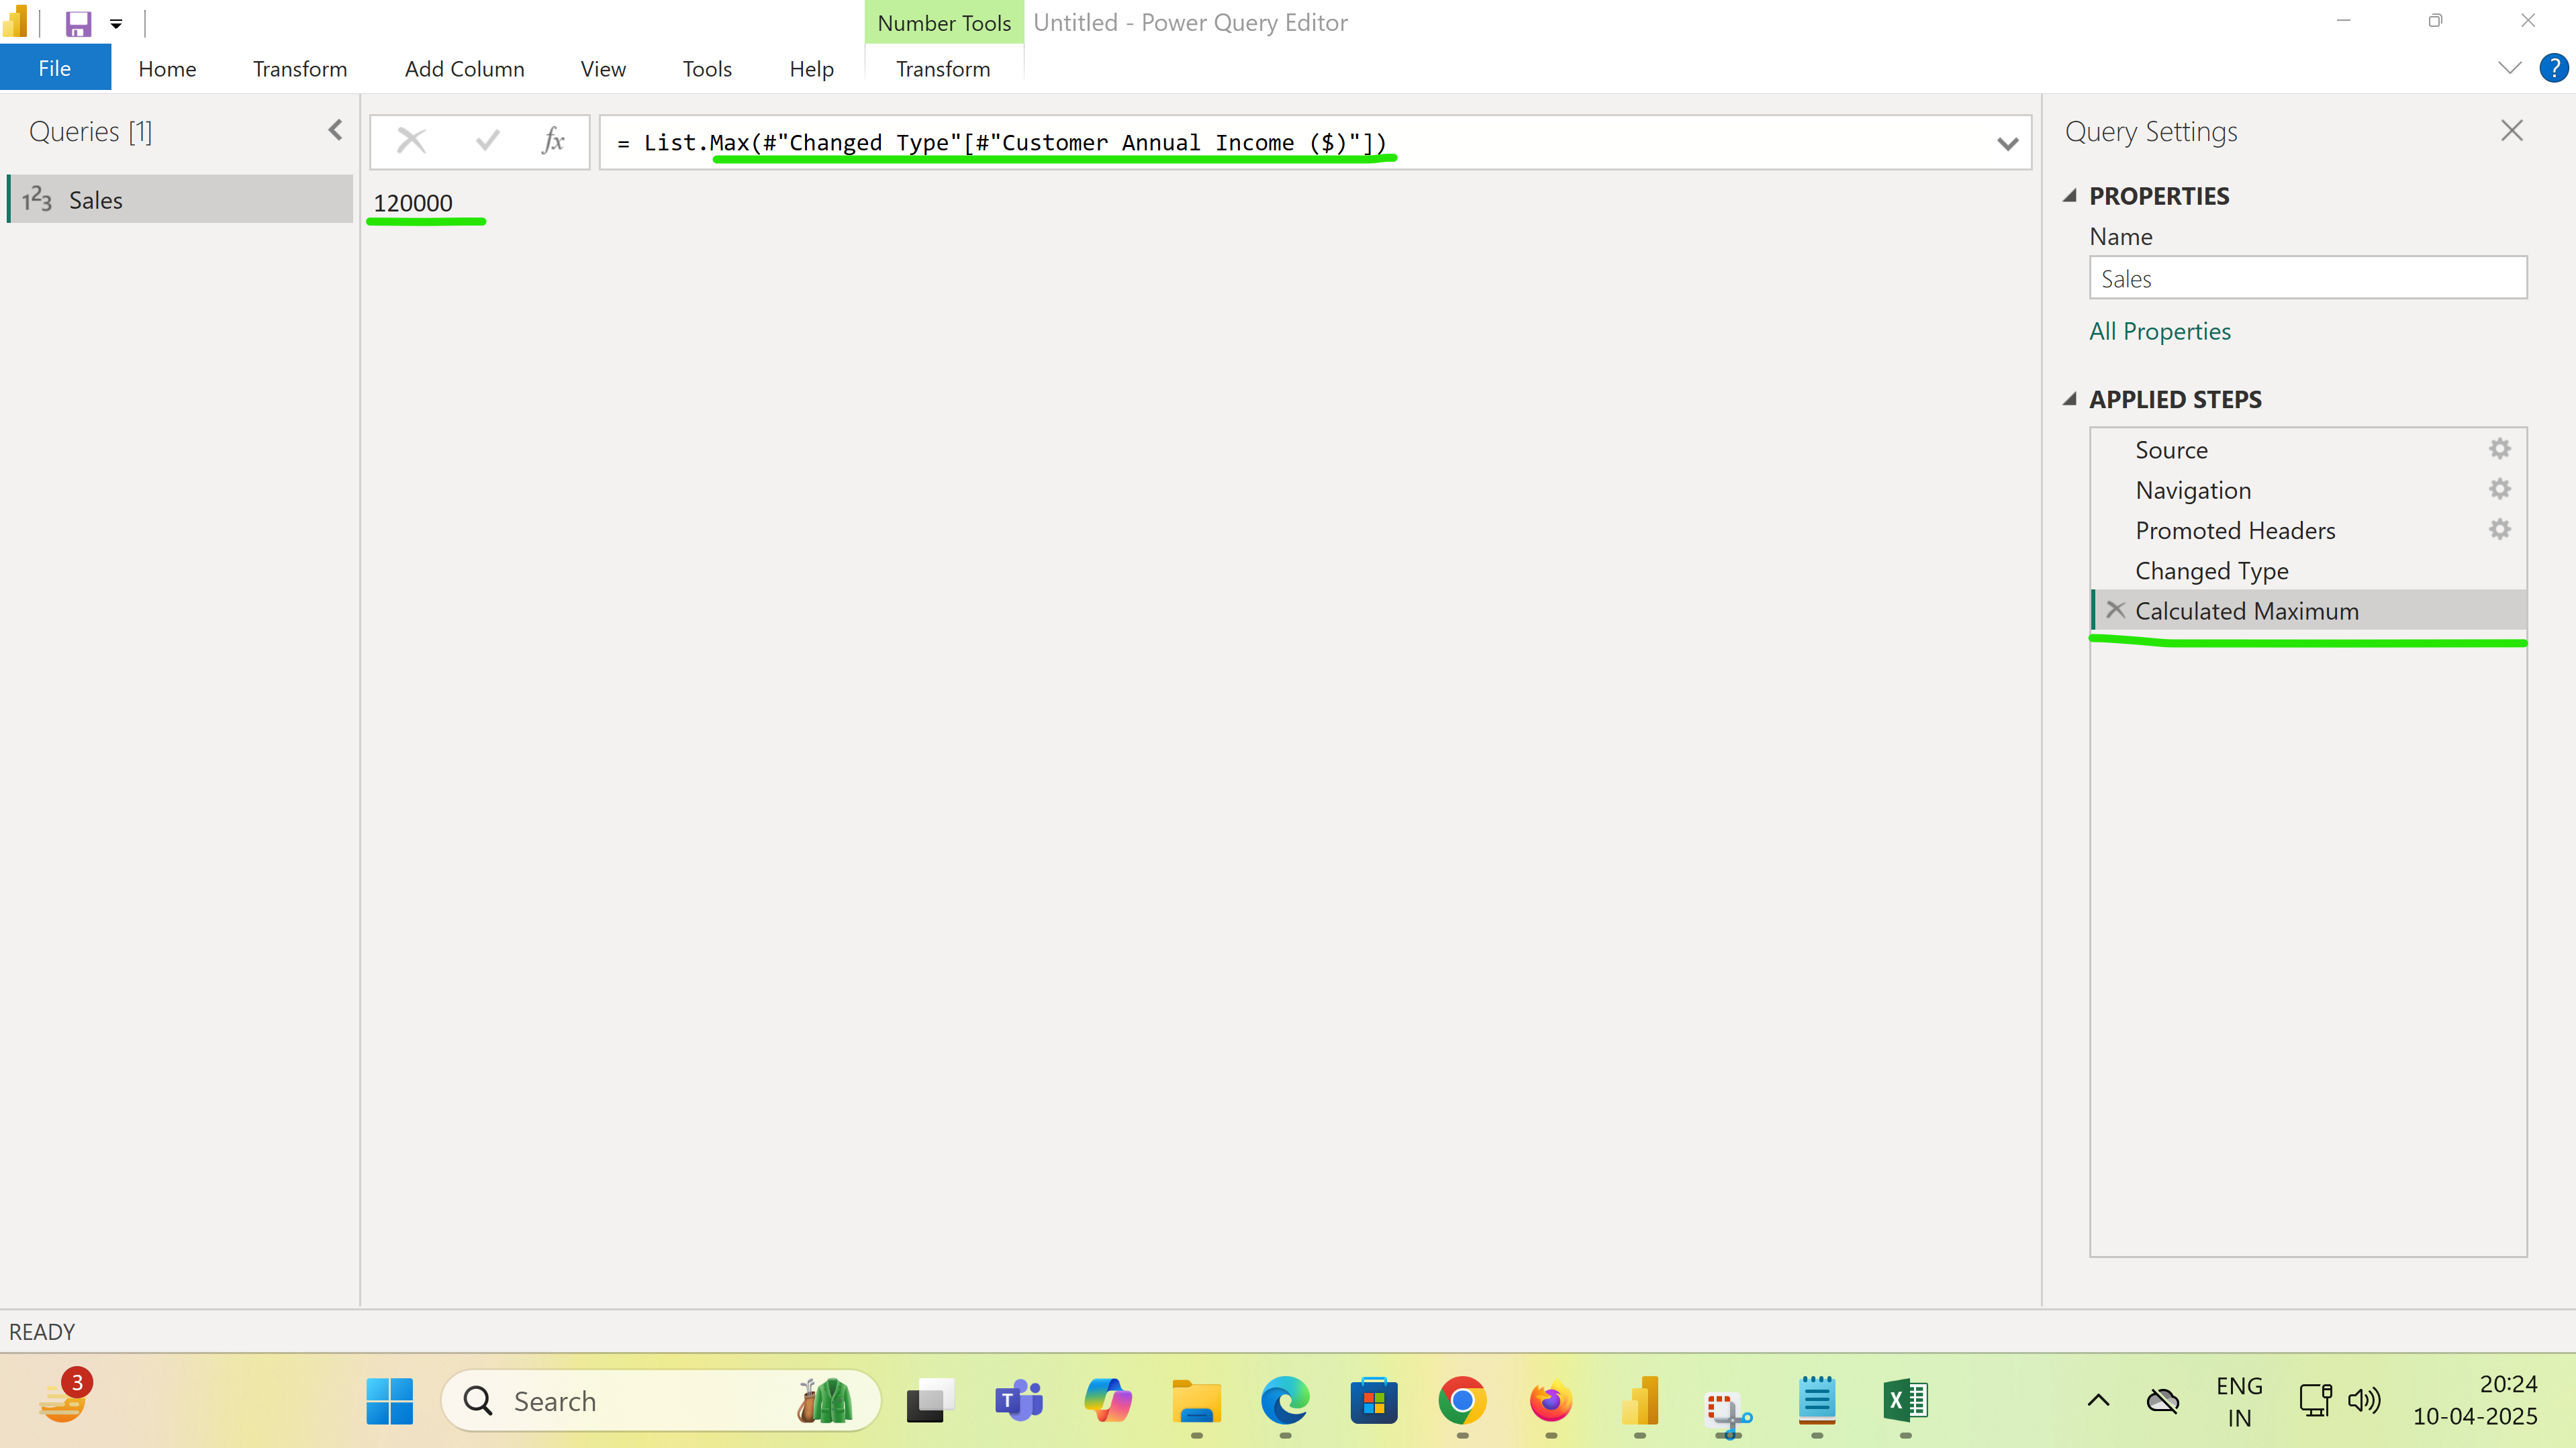 Number Tools
Untitled - Power Query Editor
File
Home
Transform
Add Column
View
Tools
Help
Transform
?
Queries [1]
fx
= List.Max(#"Changed Type"[#"Customer Annual Income ($)"])
Query Settings
1²3 Sales
120000
PROPERTIES
Name
Sales
All Properties
APPLIED STEPS
Source
Navigation
Promoted Headers
Changed Type
Calculated Maximum
READY
3
Search
T
X
ENG
IN
20:24
10-04-2025